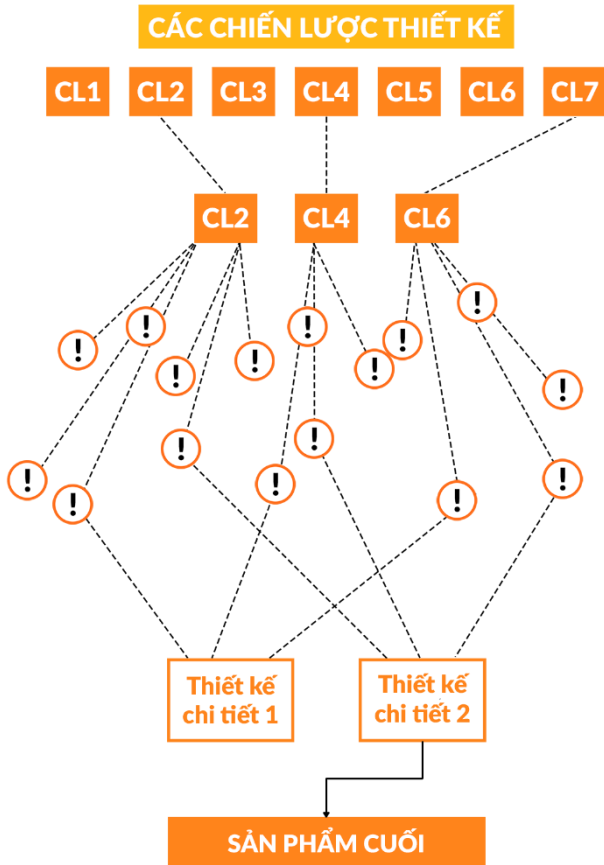 CÁC CHIẾN LƯỢC THIẾT KẾ
CL1 CL2 CL3 CL4 CL5 CL6 CL7
CL2 CL4 CL6
! ! !
! ! ! !
! !
! !
! ! ! ! !
Thiết kế chi tiết 1
Thiết kế chi tiết 2
SẢN PHẨM CUỐI